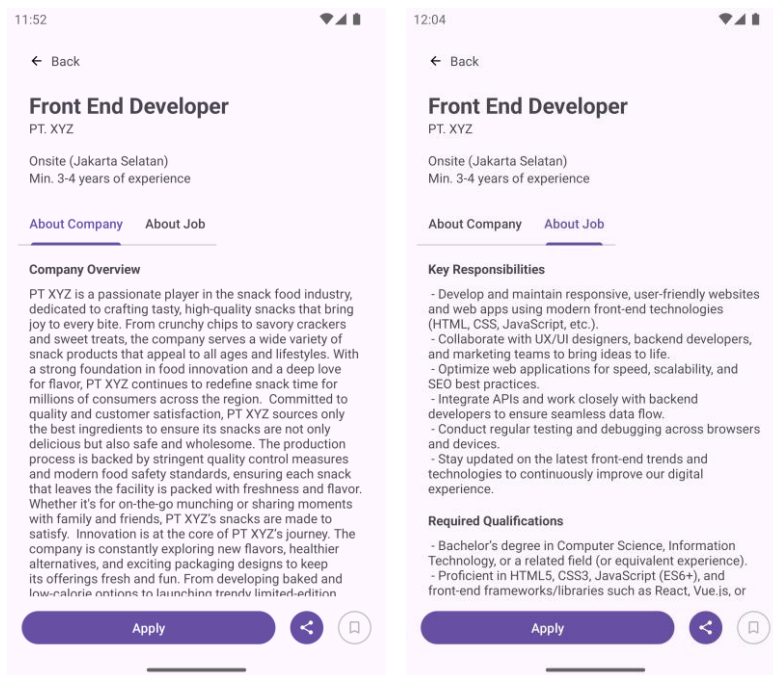 11:52
Back
Front End Developer
PT. XYZ
Onsite (Jakarta Selatan)
Min. 3-4 years of experience
About Company About Job
Company Overview
PT XYZ is a passionate player in the snack food industry,
dedicated to crafting tasty, high-quality snacks that bring
joy to every bite. From crunchy chips to savory crackers
and sweet treats, the company serves a wide variety of
snack products that appeal to all ages and lifestyles. With
a strong foundation in food innovation and a deep love
for flavor, PT XYZ continues to redefine snack time for
millions of consumers across the region.  Committed to
quality and customer satisfaction, PT XYZ sources only
the best ingredients to ensure its snacks are not only
delicious but also safe and wholesome. The production
process is backed by stringent quality control measures
and modern food safety standards, ensuring each snack
that leaves the facility is packed with freshness and flavor.
Whether it's for on-the-go munching or sharing moments
with family and friends, PT XYZ's snacks are made to
satisfy.  Innovation is at the core of PT XYZ's journey. The
company is constantly exploring new flavors, healthier
alternatives, and exciting packaging designs to keep
its offerings fresh and fun. From developing baked and
low-calorie options to launching trendy limited-edition
Apply
12:04
Back
Front End Developer
PT. XYZ
Onsite (Jakarta Selatan)
Min. 3-4 years of experience
About Company About Job
Key Responsibilities
- Develop and maintain responsive, user-friendly websites
and web apps using modern front-end technologies
(HTML, CSS, JavaScript, etc.).
- Collaborate with UX/UI designers, backend developers,
and marketing teams to bring ideas to life.
- Optimize web applications for speed, scalability, and
SEO best practices.
- Integrate APIs and work closely with backend
developers to ensure seamless data flow.
- Conduct regular testing and debugging across browsers
and devices.
- Stay updated on the latest front-end trends and
technologies to continuously improve our digital
experience.
Required Qualifications
- Bachelor's degree in Computer Science, Information
Technology, or a related field (or equivalent experience).
- Proficient in HTML5, CSS3, JavaScript (ES6+), and
front-end frameworks/libraries such as React, Vue.js, or
Apply